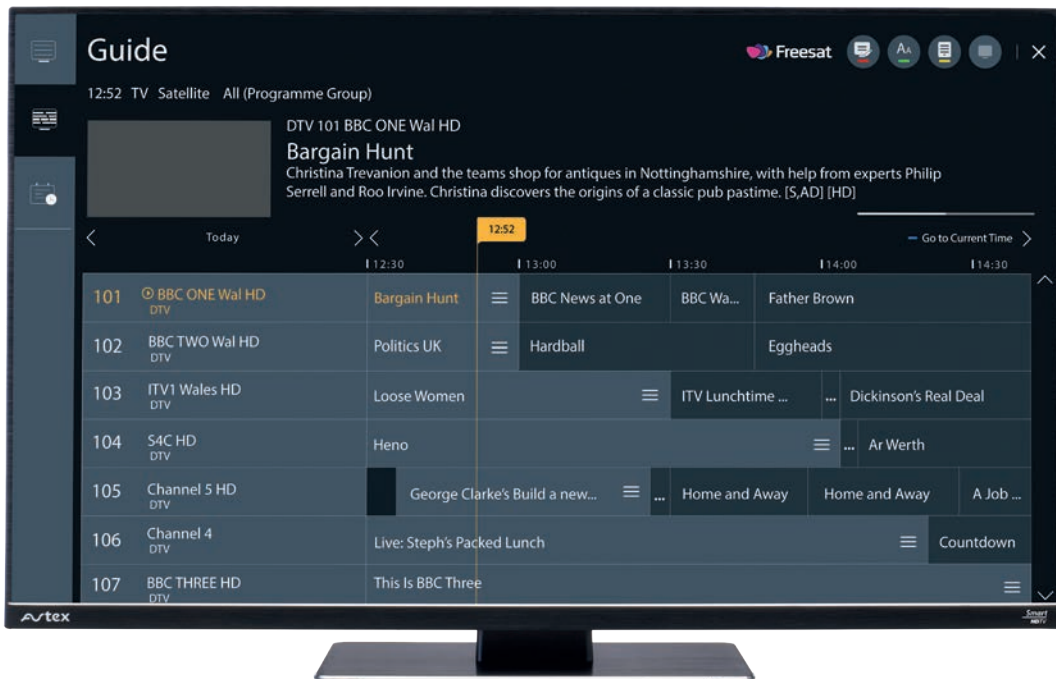 Guide
Freesat
AA
12:52 TV Satellite All (Programme Group)
DTV 101 BBC ONE Wal HD
Bargain Hunt
Christina Trevanion and the teams shop for antiques in Nottinghamshire, with help from experts Philip
Serrell and Roo Irvine. Christina discovers the origins of a classic pub pastime. [S,AD] [HD]
Today
12:52
Go to Current Time
12:30 13:00 13:30 14:00 14:30
101 BBC ONE Wal HD Bargain Hunt BBC News at One BBC Wa... Father Brown
DTV
102 BBC TWO Wal HD Politics UK Hardball Eggheads
DTV
103 ITV1 Wales HD Loose Women ITV Lunchtime ... ... Dickinson's Real Deal
DTV
104 S4C HD Heno ... Ar Werth
DTV
105 Channel 5 HD George Clarke's Build a new... ... Home and Away Home and Away A Job ...
DTV
106 Channel 4 Live: Steph's Packed Lunch Countdown
DTV
107 BBC THREE HD This Is BBC Three
DTV
Avtex
Smart
HDTV